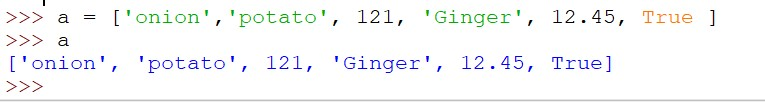 >>> a = ['onion','potato', 121, 'Ginger', 12.45, True ]
>>> a
['onion', 'potato', 121, 'Ginger', 12.45, True]
>>>